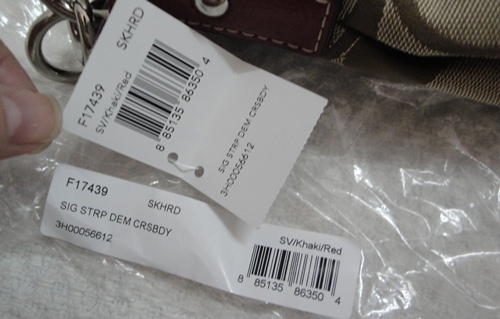 SKHRD
F17439
SV/Khaki/Red
8 85135 86350 4
SIG STRP DEM CRSBDY
3H00056612
F17439 SKHRD
SIG STRP DEM CRSBDY
3H00056612
SV/Khaki/Red
8 85135 86350 4